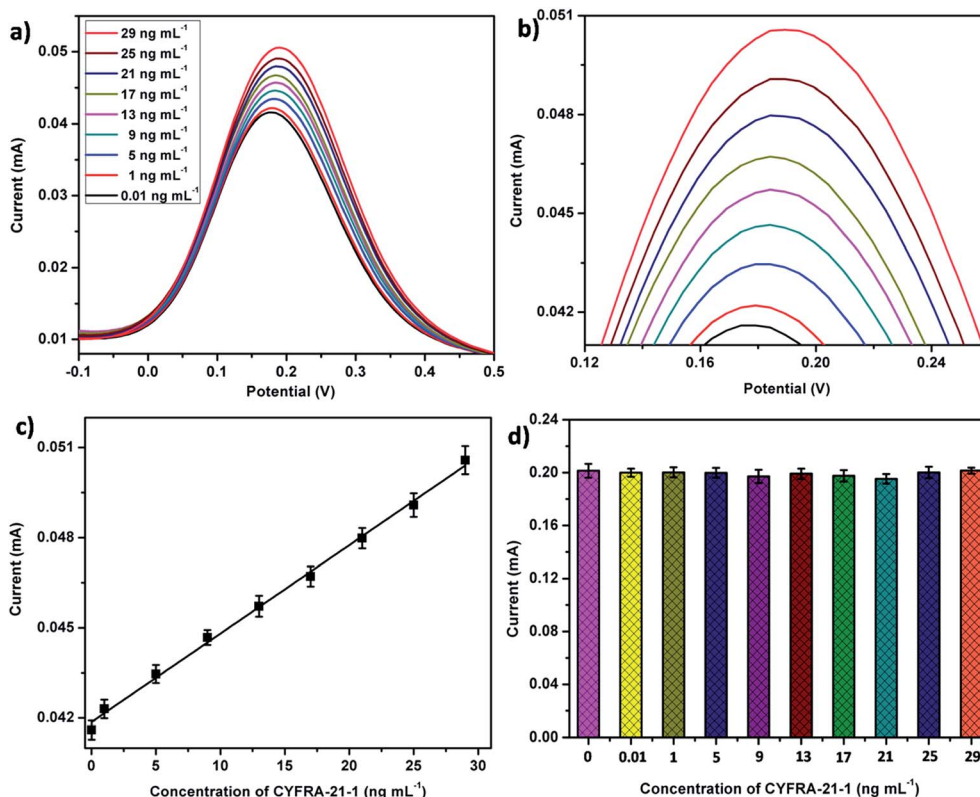 a)
29 ng mL⁻¹
25 ng mL⁻¹
21 ng mL⁻¹
17 ng mL⁻¹
13 ng mL⁻¹
9 ng mL⁻¹
5 ng mL⁻¹
1 ng mL⁻¹
0.01 ng mL⁻¹
0.05
0.04
0.03
0.02
0.01
Current (mA)
-0.1 0.0 0.1 0.2 0.3 0.4 0.5
Potential (V)
b)
0.051
0.048
0.045
0.042
Current (mA)
0.12 0.16 0.20 0.24
Potential (V)
c)
0.051
0.048
0.045
0.042
Current (mA)
0 5 10 15 20 25 30
Concentration of CYFRA-21-1 (ng mL⁻¹)
d)
0.24
0.20
0.16
0.12
0.08
0.04
0.00
Current (mA)
0 0.01 1 5 9 13 17 21 25 29
Concentration of CYFRA-21-1 (ng mL⁻¹)